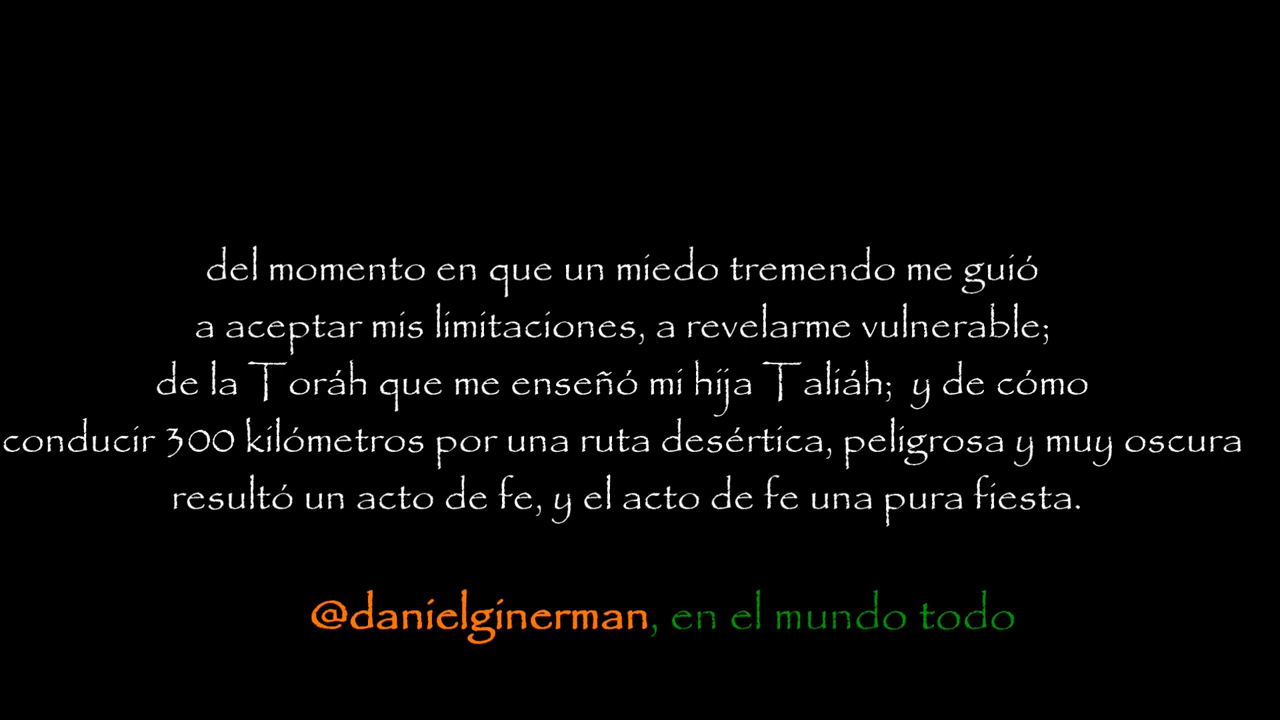 del momento en que un miedo tremendo me guió
a aceptar mis limitaciones, a revelarme vulnerable;
de la Toráh que me enseñó mi hija Taliáh; y de cómo
conducir 300 kilómetros por una ruta desértica, peligrosa y muy oscura
resultó un acto de fe, y el acto de fe una pura fiesta.
@danielginerman, en el mundo todo